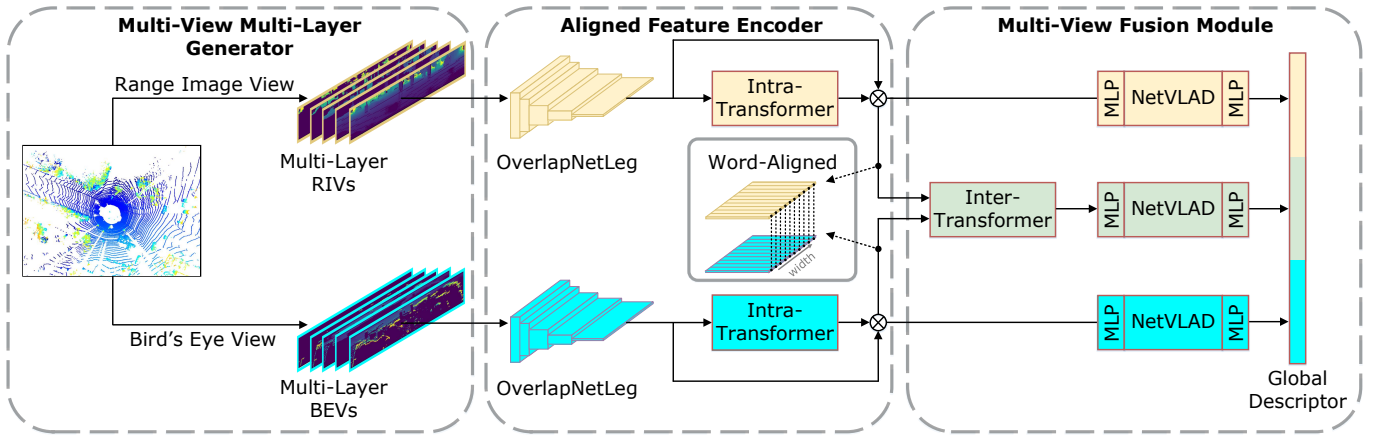 Multi-View Multi-Layer
Generator
Range Image View
Multi-Layer
RIVs
Bird's Eye View
Multi-Layer
BEVs
Aligned Feature Encoder
OverlapNetLeg
Intra-
Transformer
Word-Aligned
width
OverlapNetLeg
Intra-
Transformer
Multi-View Fusion Module
MLP
NetVLAD
MLP
Inter-
Transformer
MLP
NetVLAD
MLP
MLP
NetVLAD
MLP
Global
Descriptor